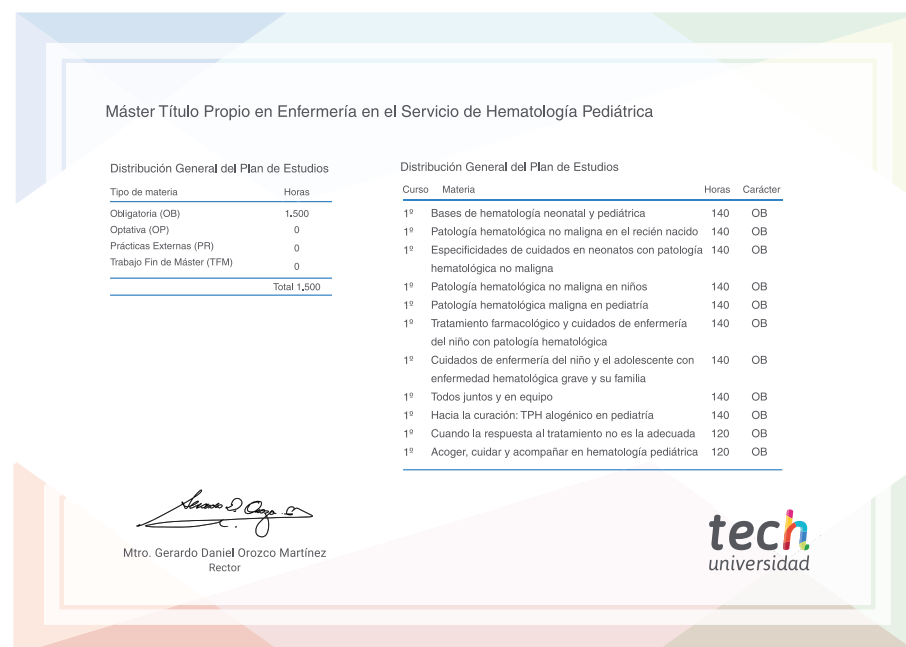 Máster Título Propio en Enfermería en el Servicio de Hematología Pediátrica
Distribución General del Plan de Estudios
Tipo de materia Horas
Obligatoria (OB) 1.500
Optativa (OP) 0
Prácticas Externas (PR) 0
Trabajo Fin de Máster (TFM) 0
Total 1.500
Distribución General del Plan de Estudios
Curso Materia Horas Carácter
1º Bases de hematología neonatal y pediátrica 140 OB
1º Patología hematológica no maligna en el recién nacido 140 OB
1º Especificidades de cuidados en neonatos con patología 140 OB
hematológica no maligna
1º Patología hematológica no maligna en niños 140 OB
1º Patología hematológica maligna en pediatría 140 OB
1º Tratamiento farmacológico y cuidados de enfermería 140 OB
del niño con patología hematológica
1º Cuidados de enfermería del niño y el adolescente con 140 OB
enfermedad hematológica grave y su familia
1º Todos juntos y en equipo 140 OB
1º Hacia la curación: TPH alogénico en pediatría 140 OB
1º Cuando la respuesta al tratamiento no es la adecuada 120 OB
1º Acoger, cuidar y acompañar en hematología pediátrica 120 OB
Mtro. Gerardo Daniel Orozco Martínez
Rector
tech
universidad